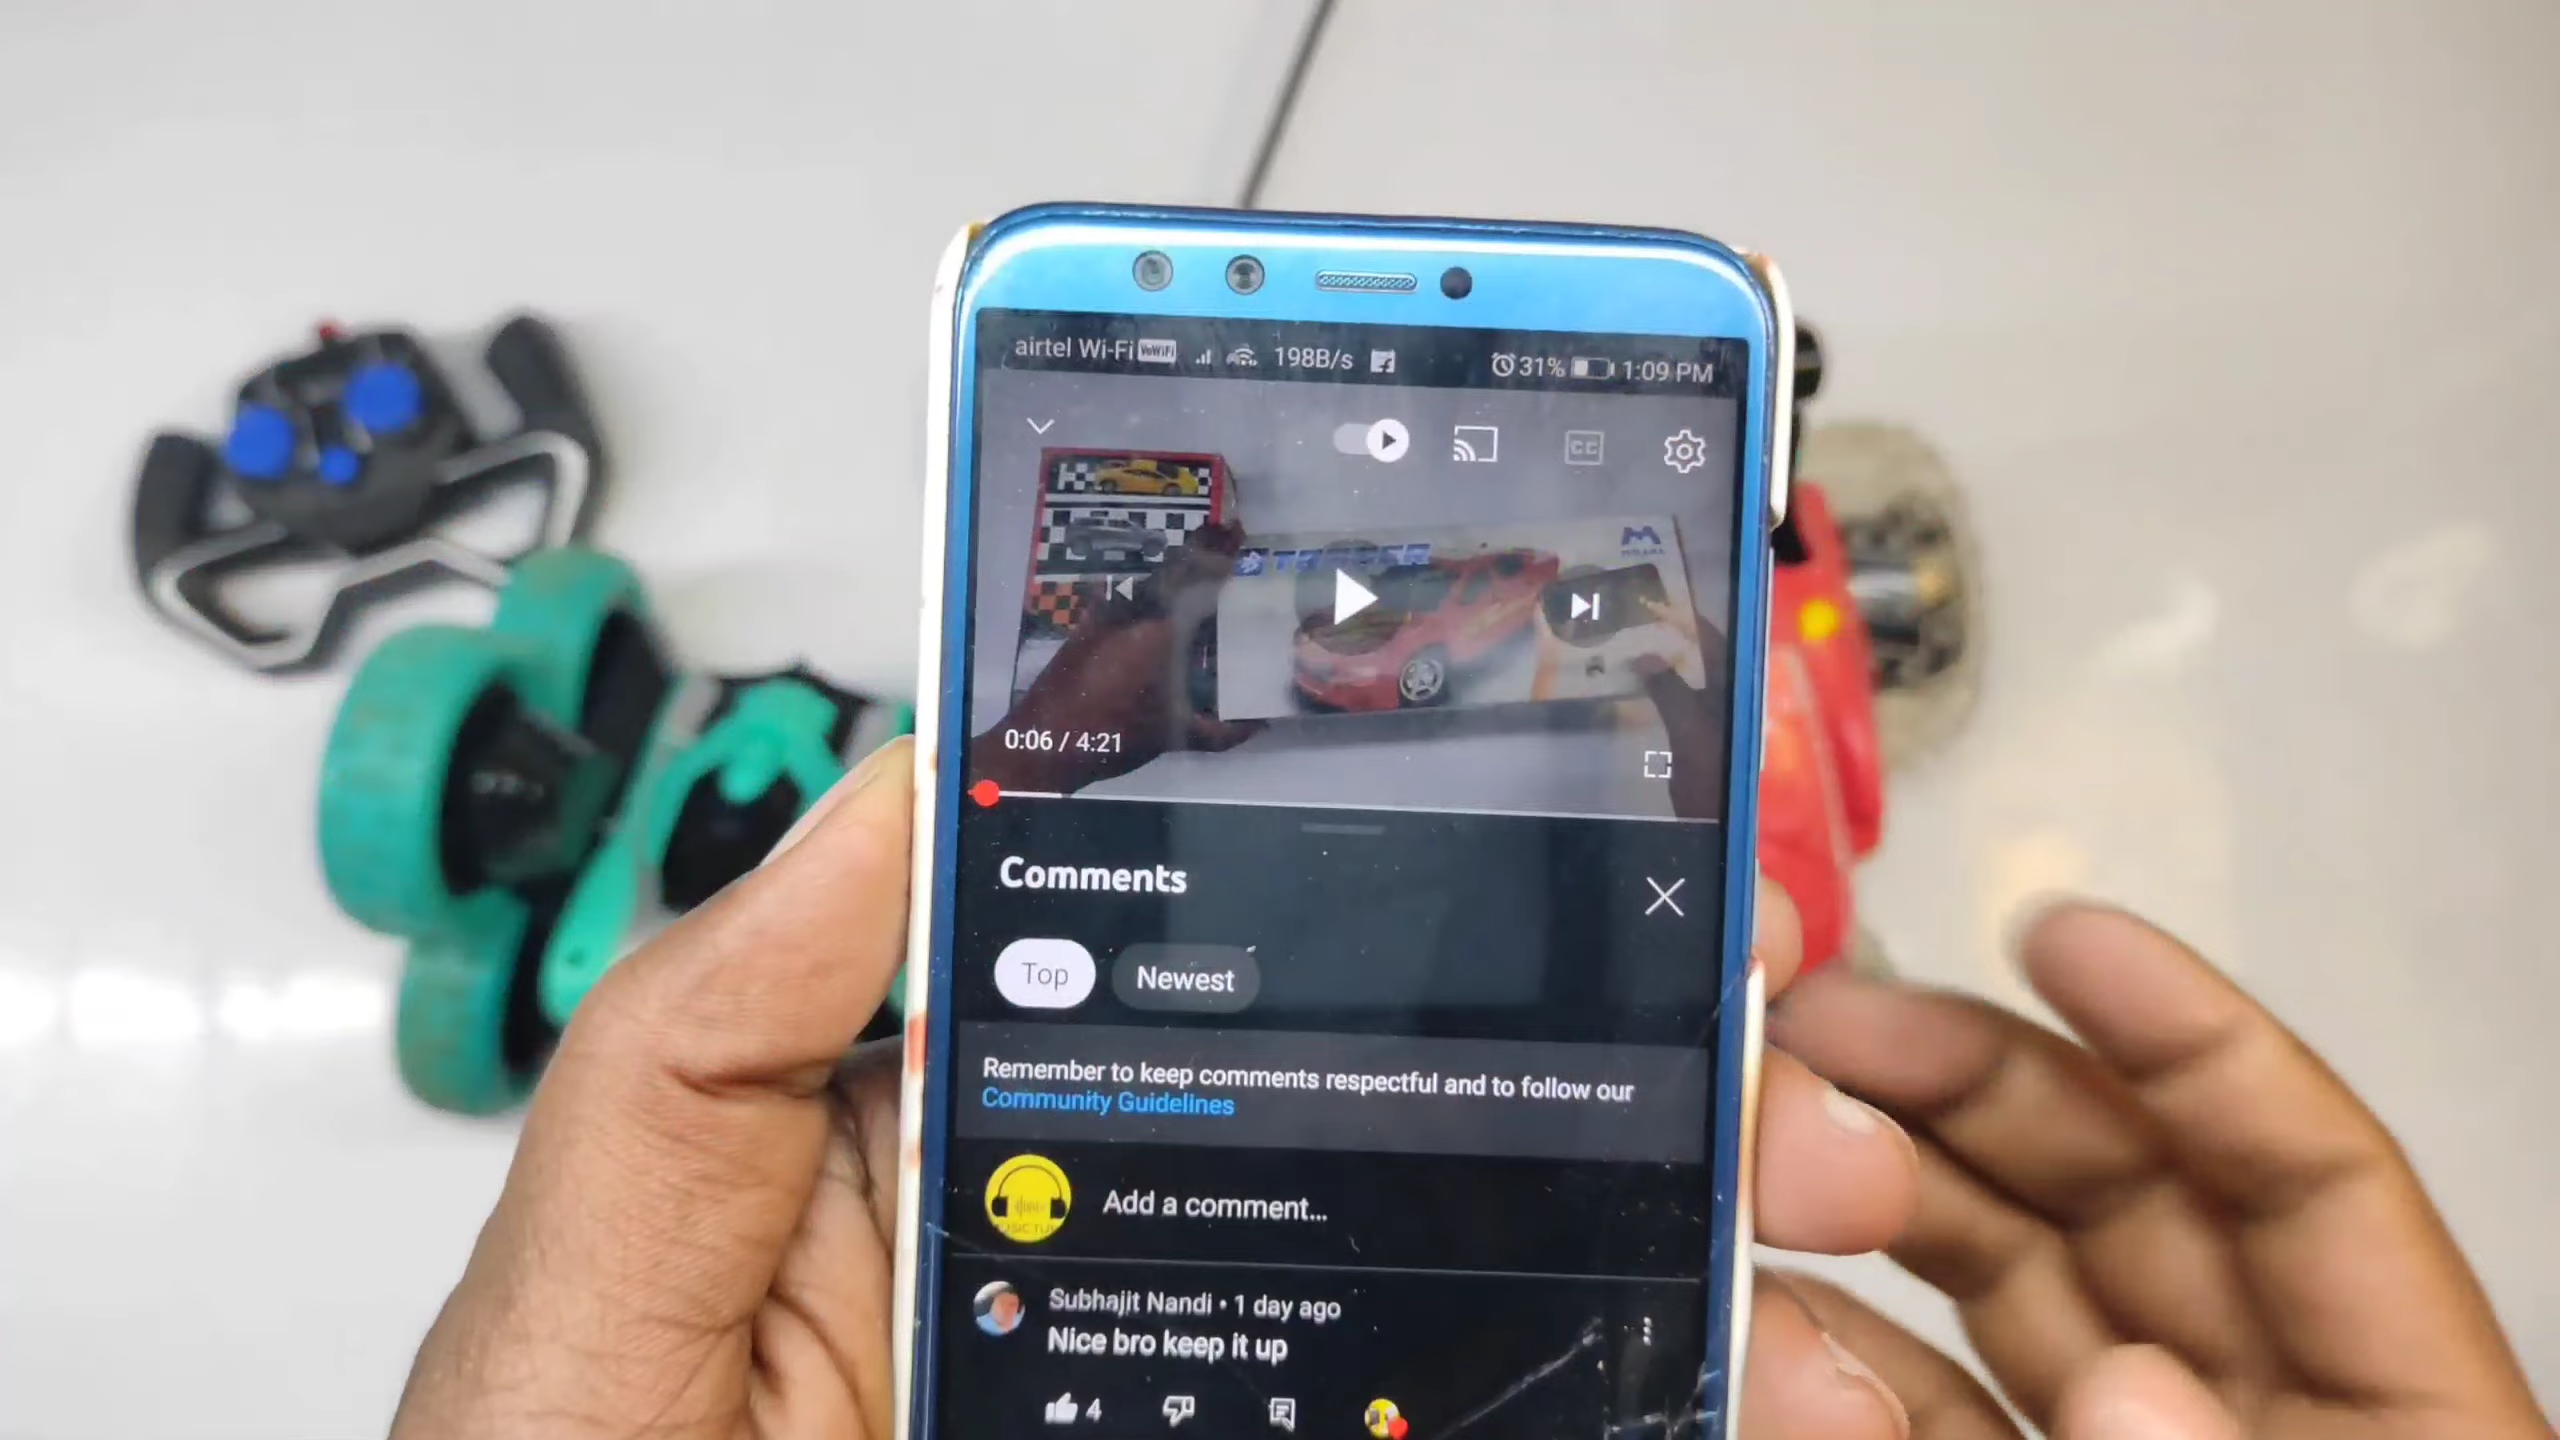 airtel Wi-Fi VoWiFi 198B/s 31% 1:09 PM
CC
0:06 / 4:21
Comments
Top Newest
Remember to keep comments respectful and to follow our
Community Guidelines
Add a comment...
Subhajit Nandi • 1 day ago
Nice bro keep it up
4